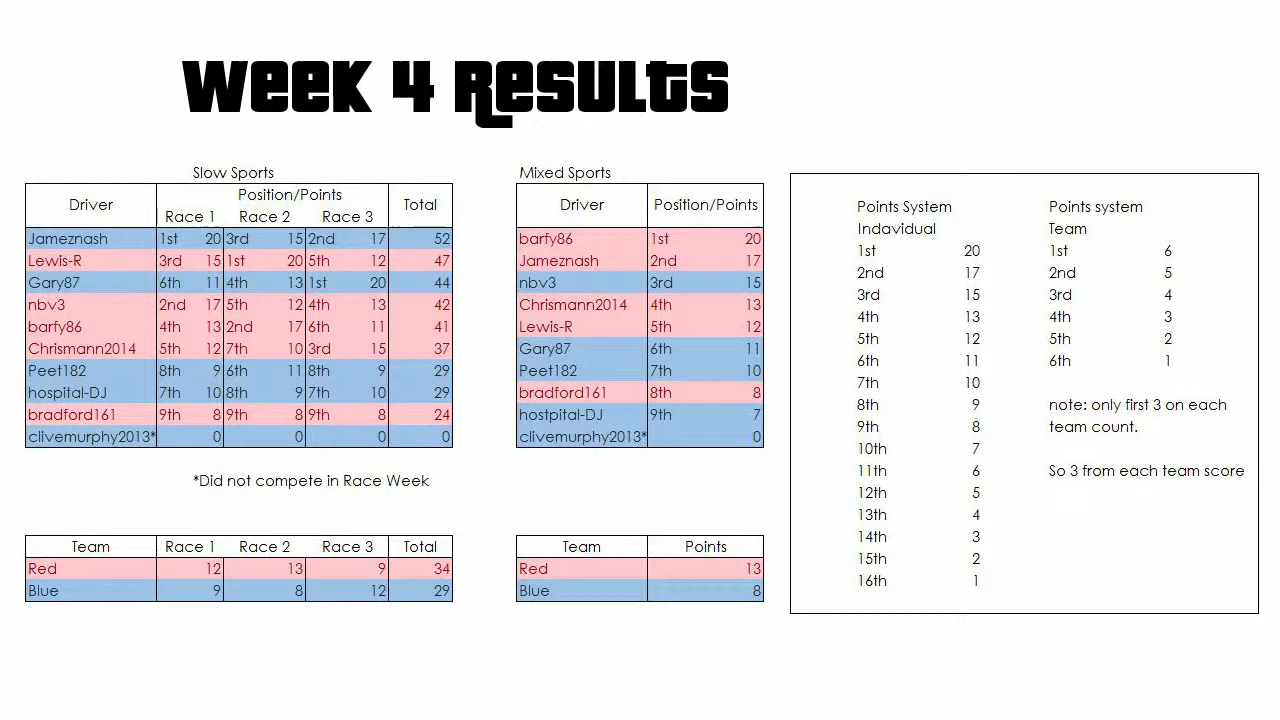 Week 4 Results
Slow Sports
Driver Position/Points Total
Race 1 Race 2 Race 3
Jameznash 1st 20 3rd 15 2nd 17 52
Lewis-R 3rd 15 1st 20 5th 12 47
Gary87 6th 11 4th 13 1st 20 44
nbv3 2nd 17 5th 12 4th 13 42
barfy86 4th 13 2nd 17 6th 11 41
Chrismann2014 5th 12 7th 10 3rd 15 37
Peet182 8th 9 6th 11 8th 9 29
hospital-DJ 7th 10 8th 9 7th 10 29
bradford161 9th 8 9th 8 9th 8 24
clivemurphy2013* 0 0 0 0
*Did not compete in Race Week
Team Race 1 Race 2 Race 3 Total
Red 12 13 9 34
Blue 9 8 12 29
Mixed Sports
Driver Position/Points
barfy86 1st 20
Jameznash 2nd 17
nbv3 3rd 15
Chrismann2014 4th 13
Lewis-R 5th 12
Gary87 6th 11
Peet182 7th 10
bradford161 8th 8
hostpital-DJ 9th 7
clivemurphy2013* 0
Team Points
Red 13
Blue 8
Points System
Indavidual
1st 20
2nd 17
3rd 15
4th 13
5th 12
6th 11
7th 10
8th 9
9th 8
10th 7
11th 6
12th 5
13th 4
14th 3
15th 2
16th 1
Points system
Team
1st 6
2nd 5
3rd 4
4th 3
5th 2
6th 1
note: only first 3 on each
team count.
So 3 from each team score